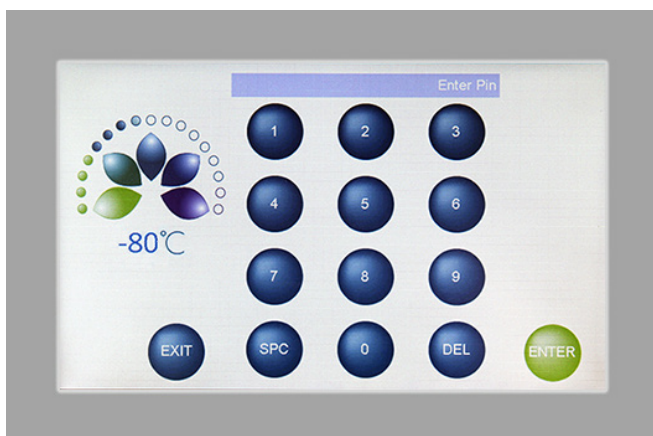 Enter Pin
1 2 3
4 5 6
-80°C
7 8 9
EXIT SPC 0 DEL ENTER